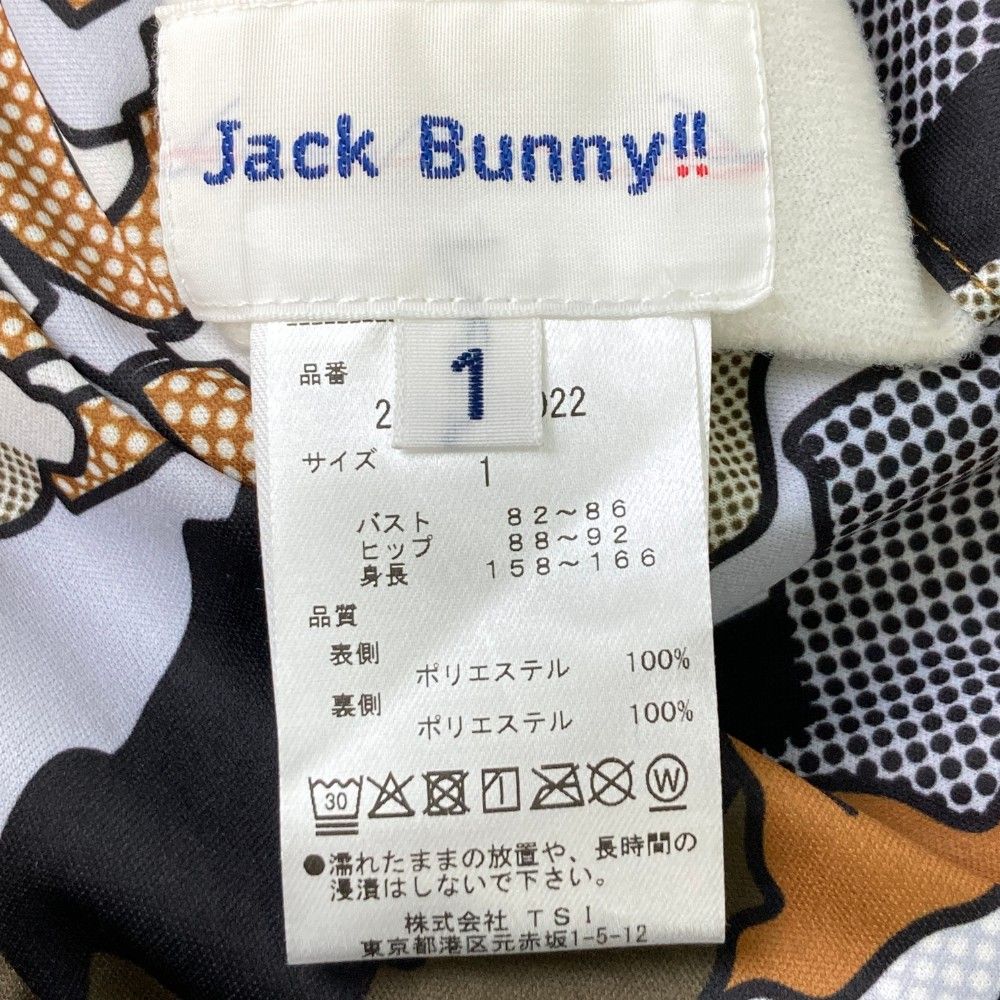 Jack Bunny!!
1
品番
2 022
サイズ 1
バスト 82～86
ヒップ 88～92
身長 158～166
品質
表側 ポリエステル 100%
裏側 ポリエステル 100%
30 W
●濡れたままの放置や、長時間の
浸漬はしないで下さい。
株式会社 TSI
東京都港区元赤坂1-5-12